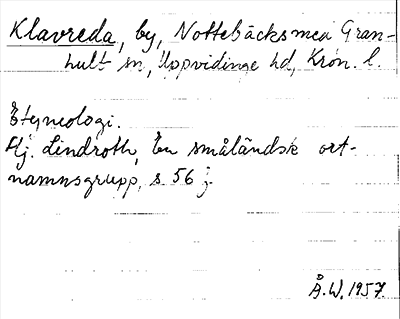 Klavreda, by, Nottebäcks med Gran-
hult sn, Uppvidinge hd, Kron. l.
Etymologi.
Hj. Lindroth, En småländsk ort-
namnsgrupp, s. 56 j.
Å.W. 1957.